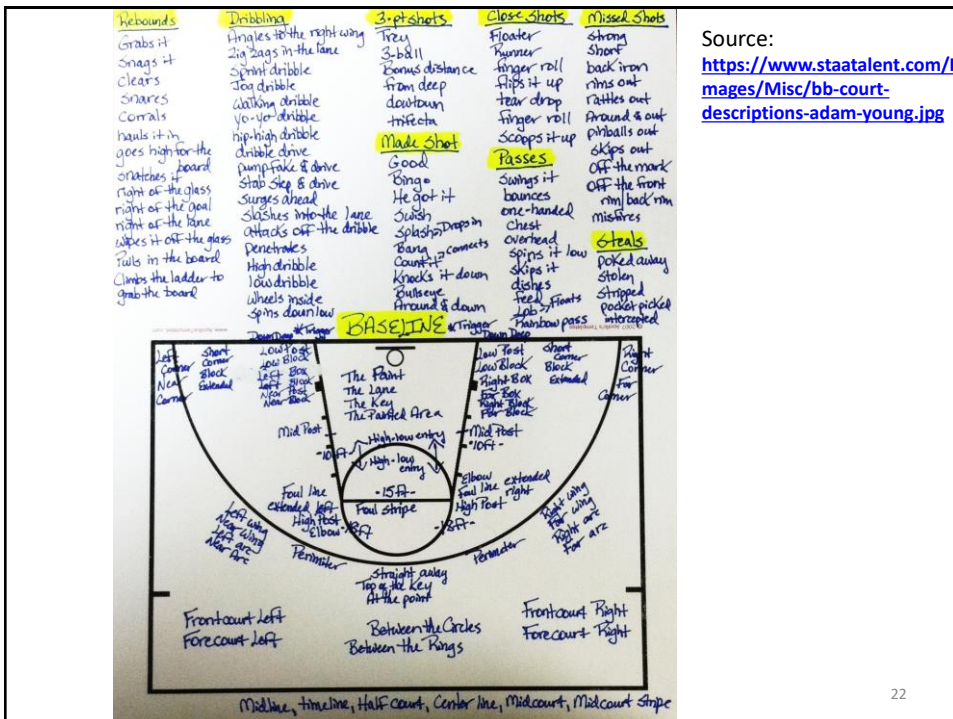 Rebounds
Grabs it
Snags it
Clears
Snares
Corrals
hauls it in
goes high for the
board
snatches it
right of the glass
right of the goal
right of the lane
wipes it off the glass
Pulls in the board
Climbs the ladder to
grab the board
Dribbling
Angles to the right wing
Zig zags in the lane
Sprint dribble
Jog dribble
Walking dribble
yo-yo dribble
hip-high dribble
dribble drive
pump fake & drive
Stab step & drive
Surges ahead
Slashes into the lane
attacks off the dribble
Penetrates
High dribble
low dribble
Wheels inside
Spins down low
3-pt shots
Trey
3-ball
Bonus distance
from deep
dowtown
trifecta
Made Shot
Good
Bingo
He got it
Swish
Splash, Drops in
Bang
Count it, connects
Knocks it down
Bullseye
Around & down
Close Shots
Floater
Runner
finger roll
flips it up
tear drop
finger roll
Scoops it up
Passes
Swings it
bounces
one-handed
chest
overhead
spins it low
skips it
dishes
feed
Lob, Floats
Rainbow pass
Missed Shots
strong
Short
back iron
rims out
rattles out
Around & out
pinballs out
skips out
off the mark
off the front
rim/back rim
misfires
Steals
poked away
stolen
stripped
pocket picked
intercepted
BASELINE
Down Deep *Trigger
*Trigger
Down Deep
Left
Corner
Near
Corner
Short
Corner
Block
Extended
Low Post
Low Block
Left Box
Left Block
Near Post
Near Block
The Paint
The Lane
The Key
The Painted Area
Low Post
Low Block
Right Box
Far Box
Right Block
Far Block
Short
Corner
Block
Extended
Right
Corner
Far
Corner
Mid Post
-10ft-
High-low entry
High-low
entry
Mid Post
-10ft-
Foul line
extended left
High Post
Elbow
-18ft-
-15ft-
Foul stripe
Elbow
Foul line extended
right
High Post
-18ft-
Left wing
Near wing
Left arc
Near Arc
Perimeter
Perimeter
Right wing
Far wing
Right arc
Far arc
Straight away
Top of the Key
At the point
Frontcourt Left
Forecourt Left
Between the Circles
Between the Rings
Frontcourt Right
Forecourt Right
Midline, timeline, Half court, Center line, Midcourt, Midcourt stripe
Source:
https://www.staatalent.com/I
mages/Misc/bb-court-
descriptions-adam-young.jpg
22